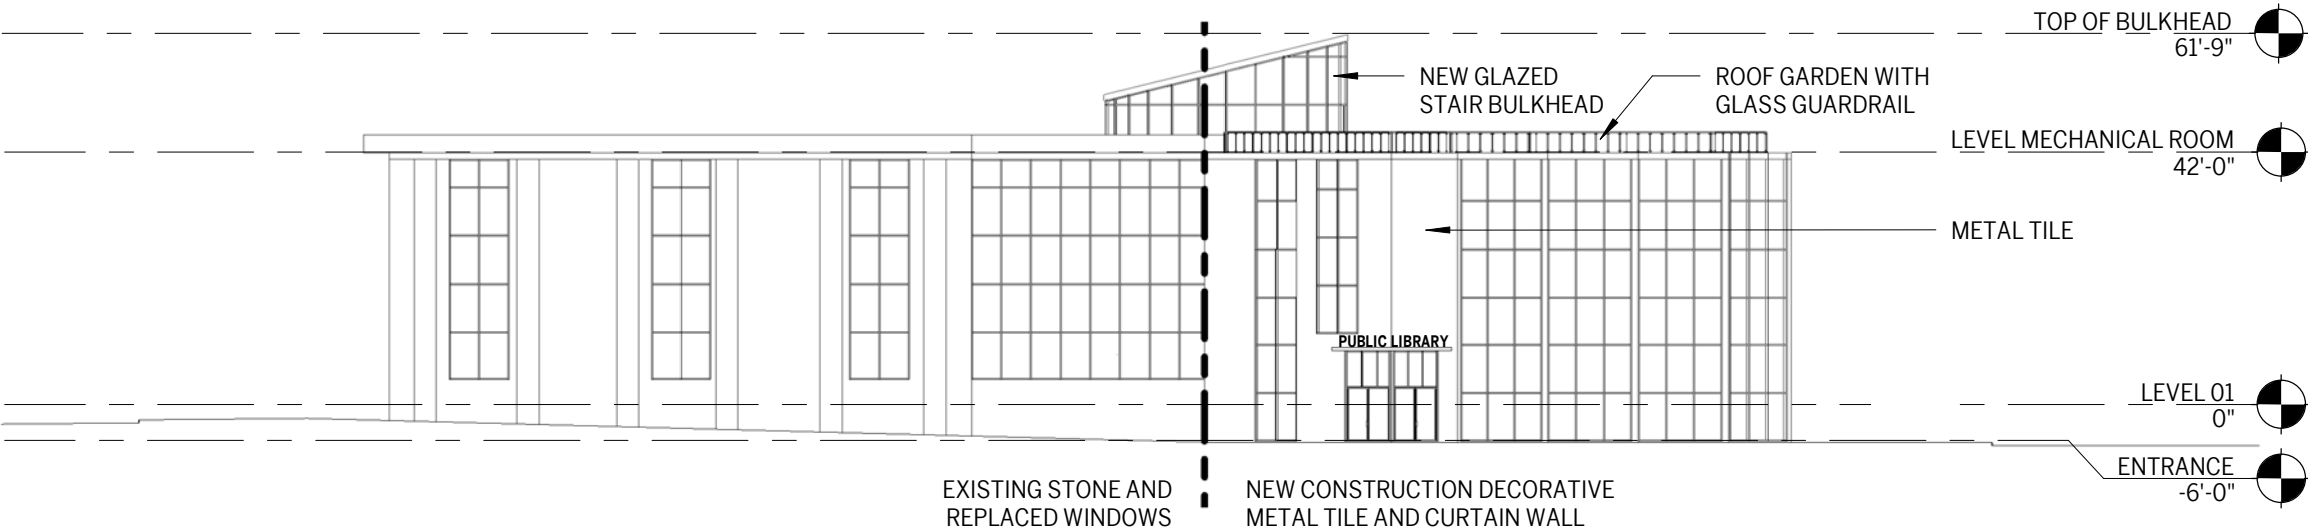 TOP OF BULKHEAD
61'-9"
NEW GLAZED
STAIR BULKHEAD
ROOF GARDEN WITH
GLASS GUARDRAIL
LEVEL MECHANICAL ROOM
42'-0"
METAL TILE
PUBLIC LIBRARY
LEVEL 01
0"
ENTRANCE
-6'-0"
EXISTING STONE AND
REPLACED WINDOWS
NEW CONSTRUCTION DECORATIVE
METAL TILE AND CURTAIN WALL